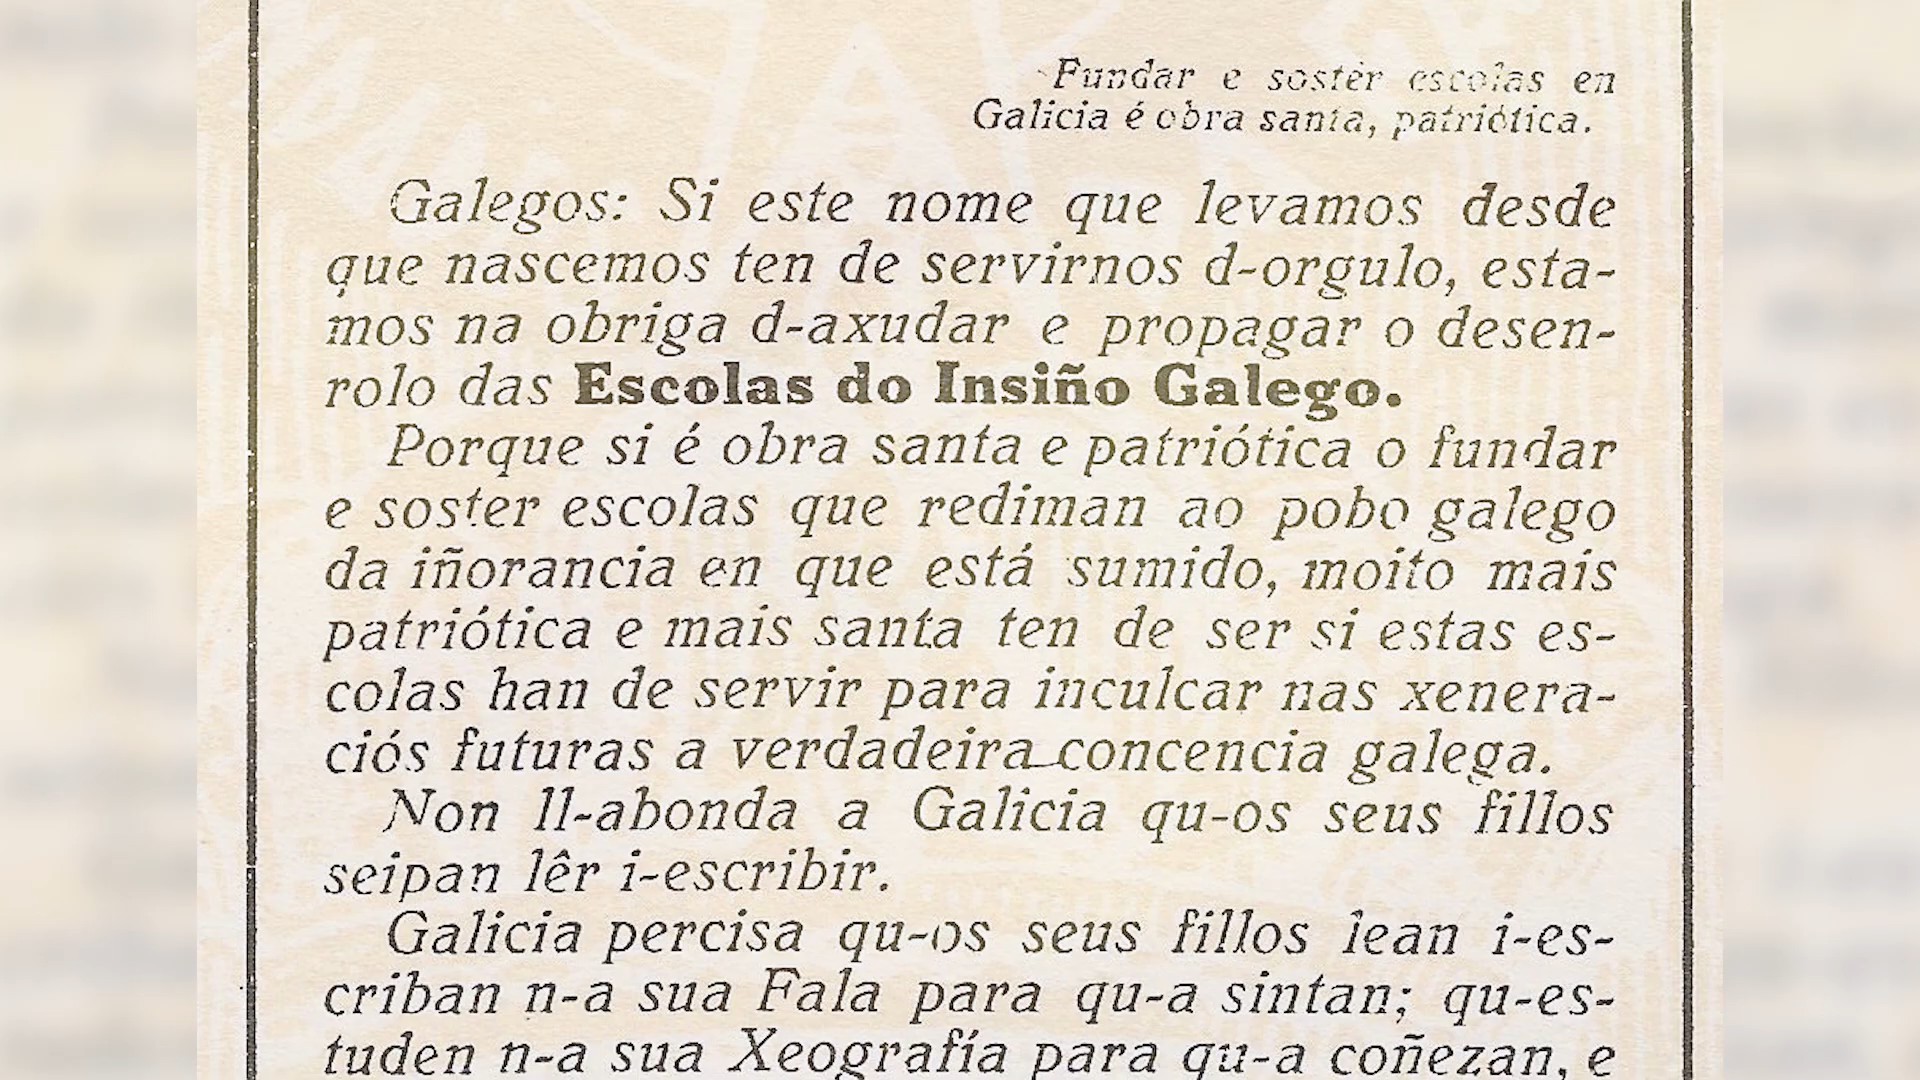 Fundar e soster escolas en
Galicia é obra santa, patriótica.
Galegos: Si este nome que levamos desde
que nascemos ten de servirnos d-orgulo, esta-
mos na obriga d-axudar e propagar o desen-
rolo das Escolas do Insiño Galego.
Porque si é obra santa e patriótica o fundar
e soster escolas que rediman ao pobo galego
da iñorancia en que está sumido, moito mais
patriótica e mais santa ten de ser si estas es-
colas han de servir para inculcar nas xenera-
ciós futuras a verdadeira concencia galega.
Non ll-abonda a Galicia qu-os seus fillos
seipan lêr i-escribir.
Galicia percisa qu-os seus fillos lean i-es-
criban n-a sua Fala para qu-a sintan; qu-es-
tuden n-a sua Xeografía para qu-a coñezan, e